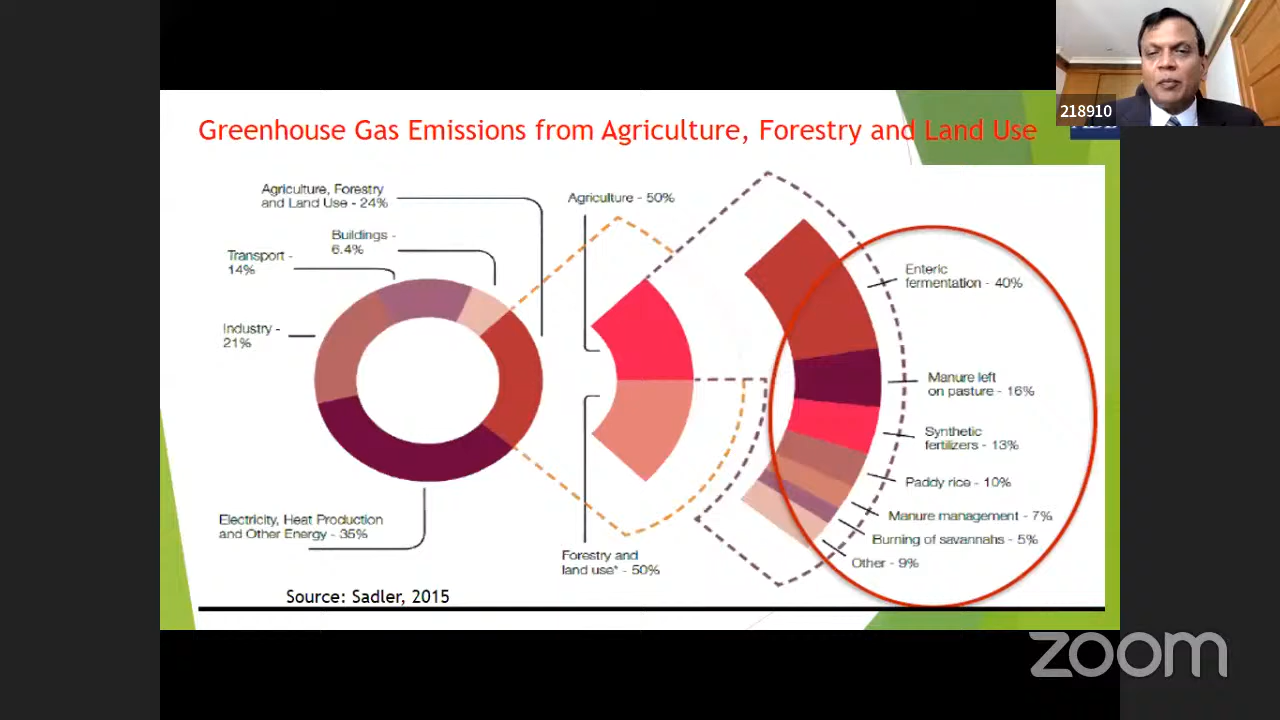 218910
Greenhouse Gas Emissions from Agriculture, Forestry and Land Use
Agriculture, Forestry
and Land Use - 24%
Buildings -
6.4%
Transport -
14%
Industry -
21%
Electricity, Heat Production
and Other Energy - 35%
Agriculture - 50%
Forestry and
land use* - 50%
Enteric
fermentation - 40%
Manure left
on pasture - 16%
Synthetic
fertilizers - 13%
Paddy rice - 10%
Manure management - 7%
Burning of savannahs - 5%
Other - 9%
Source: Sadler, 2015
zoom